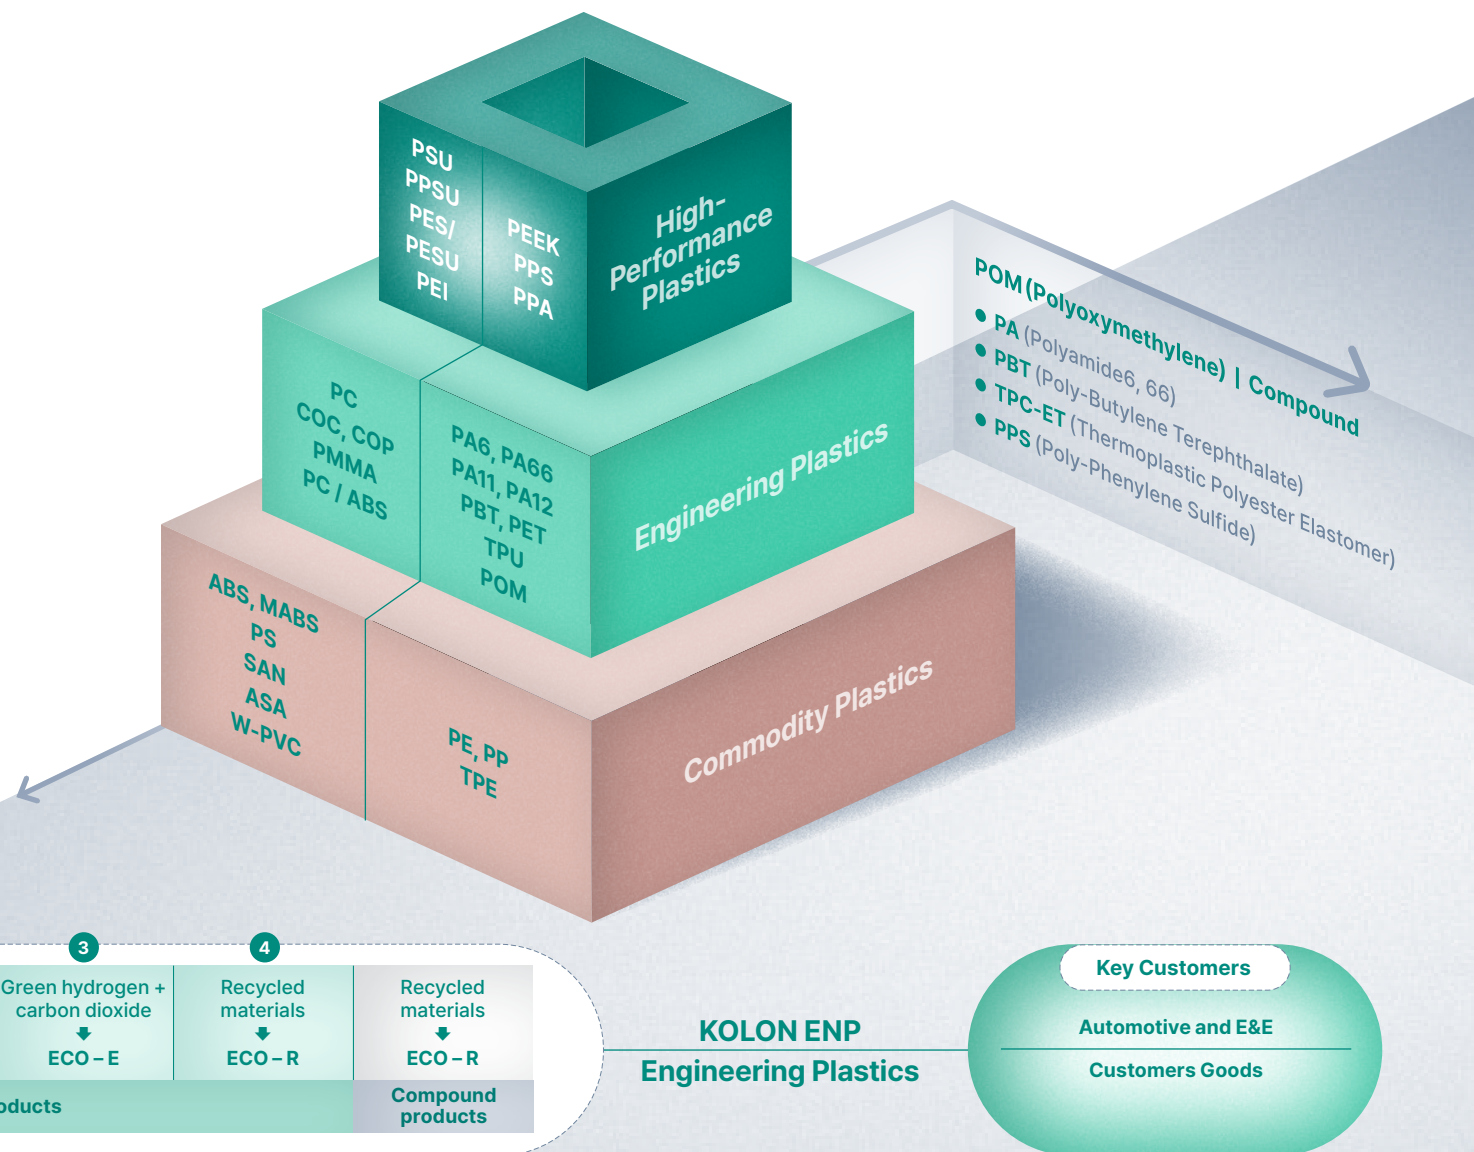 PSU
PPSU
PES/
PESU
PEI
PEEK
PPS
PPA
High-
Performance
Plastics
PC
COC, COP
PMMA
PC / ABS
PA6, PA66
PA11, PA12
PBT, PET
TPU
POM
Engineering Plastics
ABS, MABS
PS
SAN
ASA
W-PVC
PE, PP
TPE
Commodity Plastics
POM (Polyoxymethylene) | Compound
● PA (Polyamide6, 66)
● PBT (Poly-Butylene Terephthalate)
● TPC-ET (Thermoplastic Polyester Elastomer)
● PPS (Poly-Phenylene Sulfide)
3
Green hydrogen +
carbon dioxide
ECO – E
4
Recycled
materials
ECO – R
Recycled
materials
ECO – R
oducts
Compound
products
KOLON ENP
Engineering Plastics
Key Customers
Automotive and E&E
Customers Goods